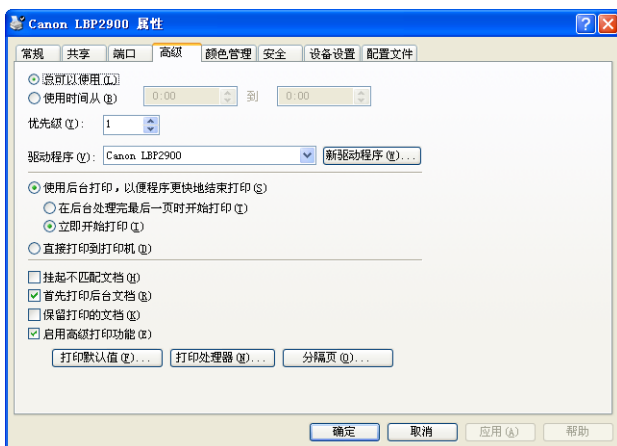 Canon LBP2900 属性
常规 共享 端口 高级 颜色管理 安全 设备设置 配置文件
总可以使用(L)
使用时间从(B) 0:00 到 0:00
优先级(Y): 1
驱动程序(V): Canon LBP2900 新驱动程序(W)...
使用后台打印，以便程序更快地结束打印(S)
在后台处理完最后一页时开始打印(T)
立即开始打印(I)
直接打印到打印机(D)
挂起不匹配文档(H)
首先打印后台文档(R)
保留打印的文档(K)
启用高级打印功能(E)
打印默认值(F)... 打印处理器(N)... 分隔页(O)...
确定 取消 应用(A) 帮助